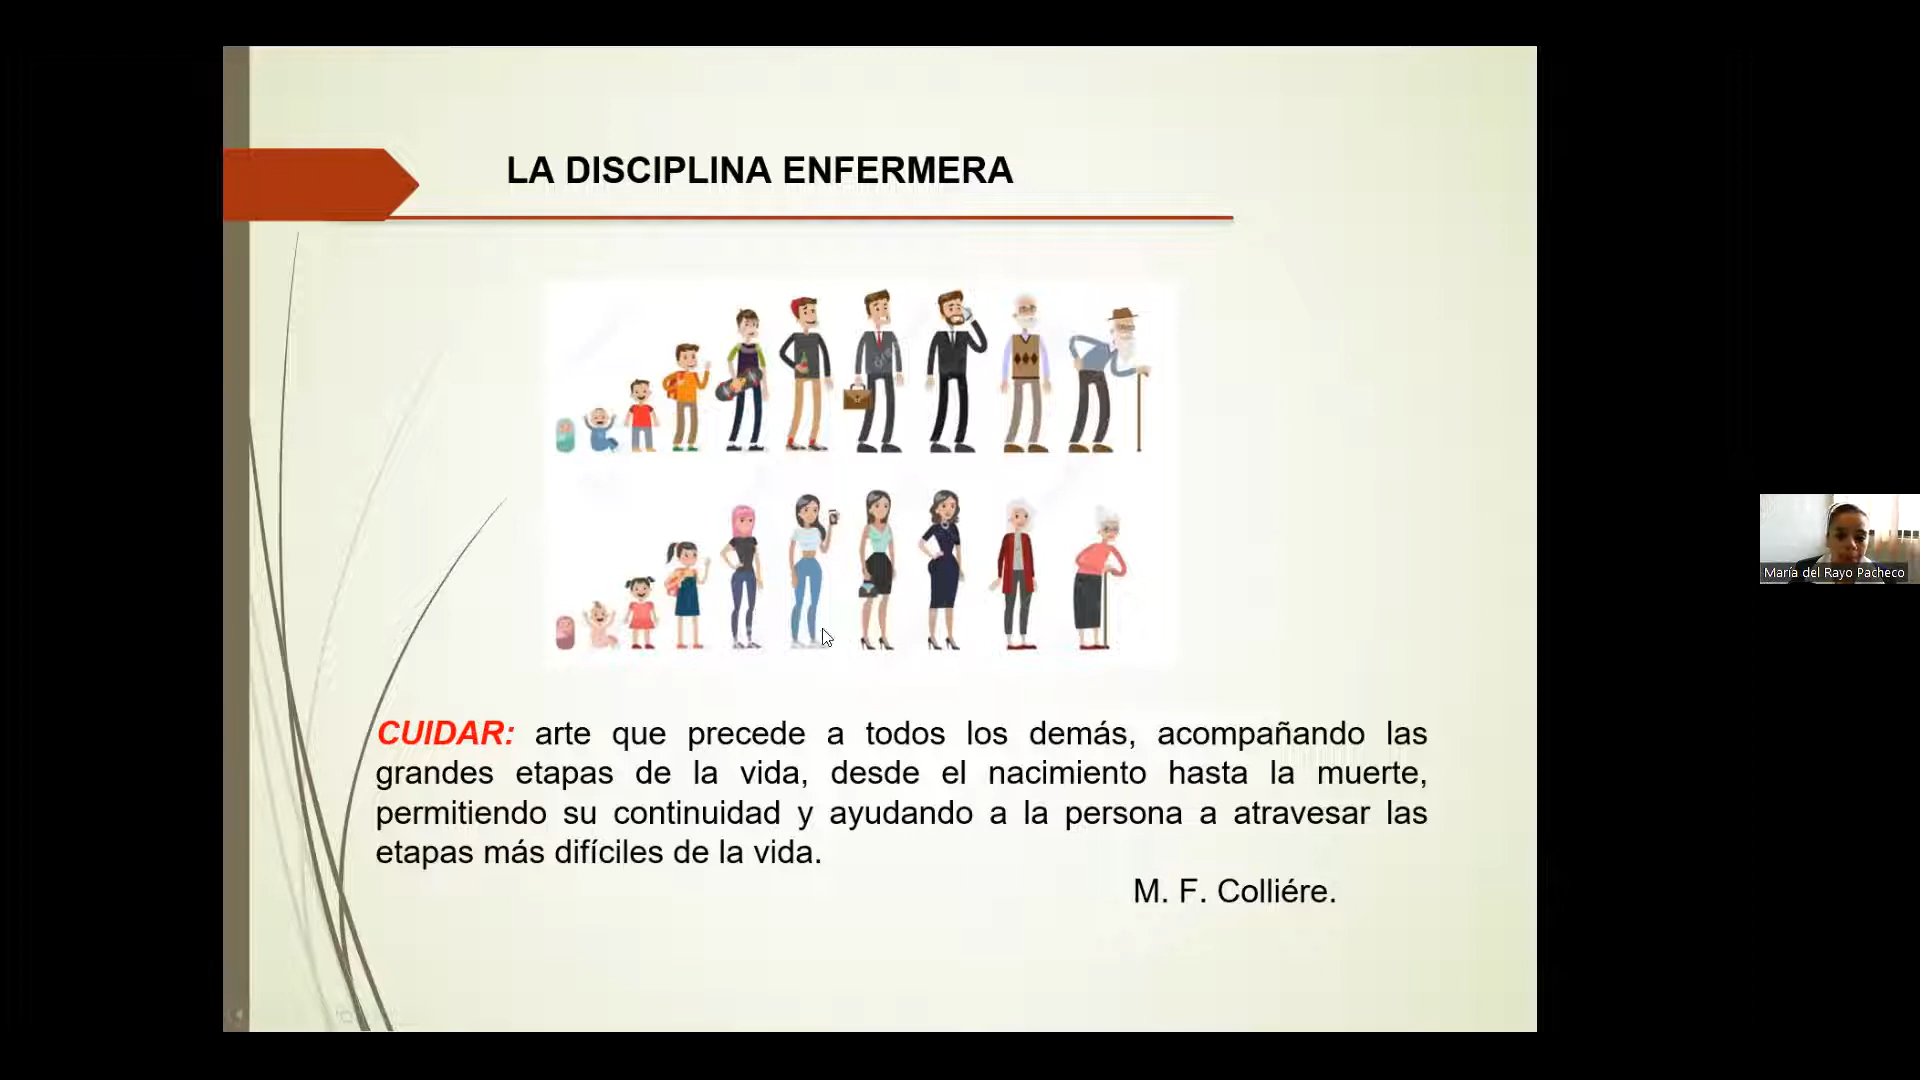 LA DISCIPLINA ENFERMERA
CUIDAR: arte que precede a todos los demás, acompañando las
grandes etapas de la vida, desde el nacimiento hasta la muerte,
permitiendo su continuidad y ayudando a la persona a atravesar las
etapas más difíciles de la vida.
M. F. Colliére.
María del Rayo Pacheco